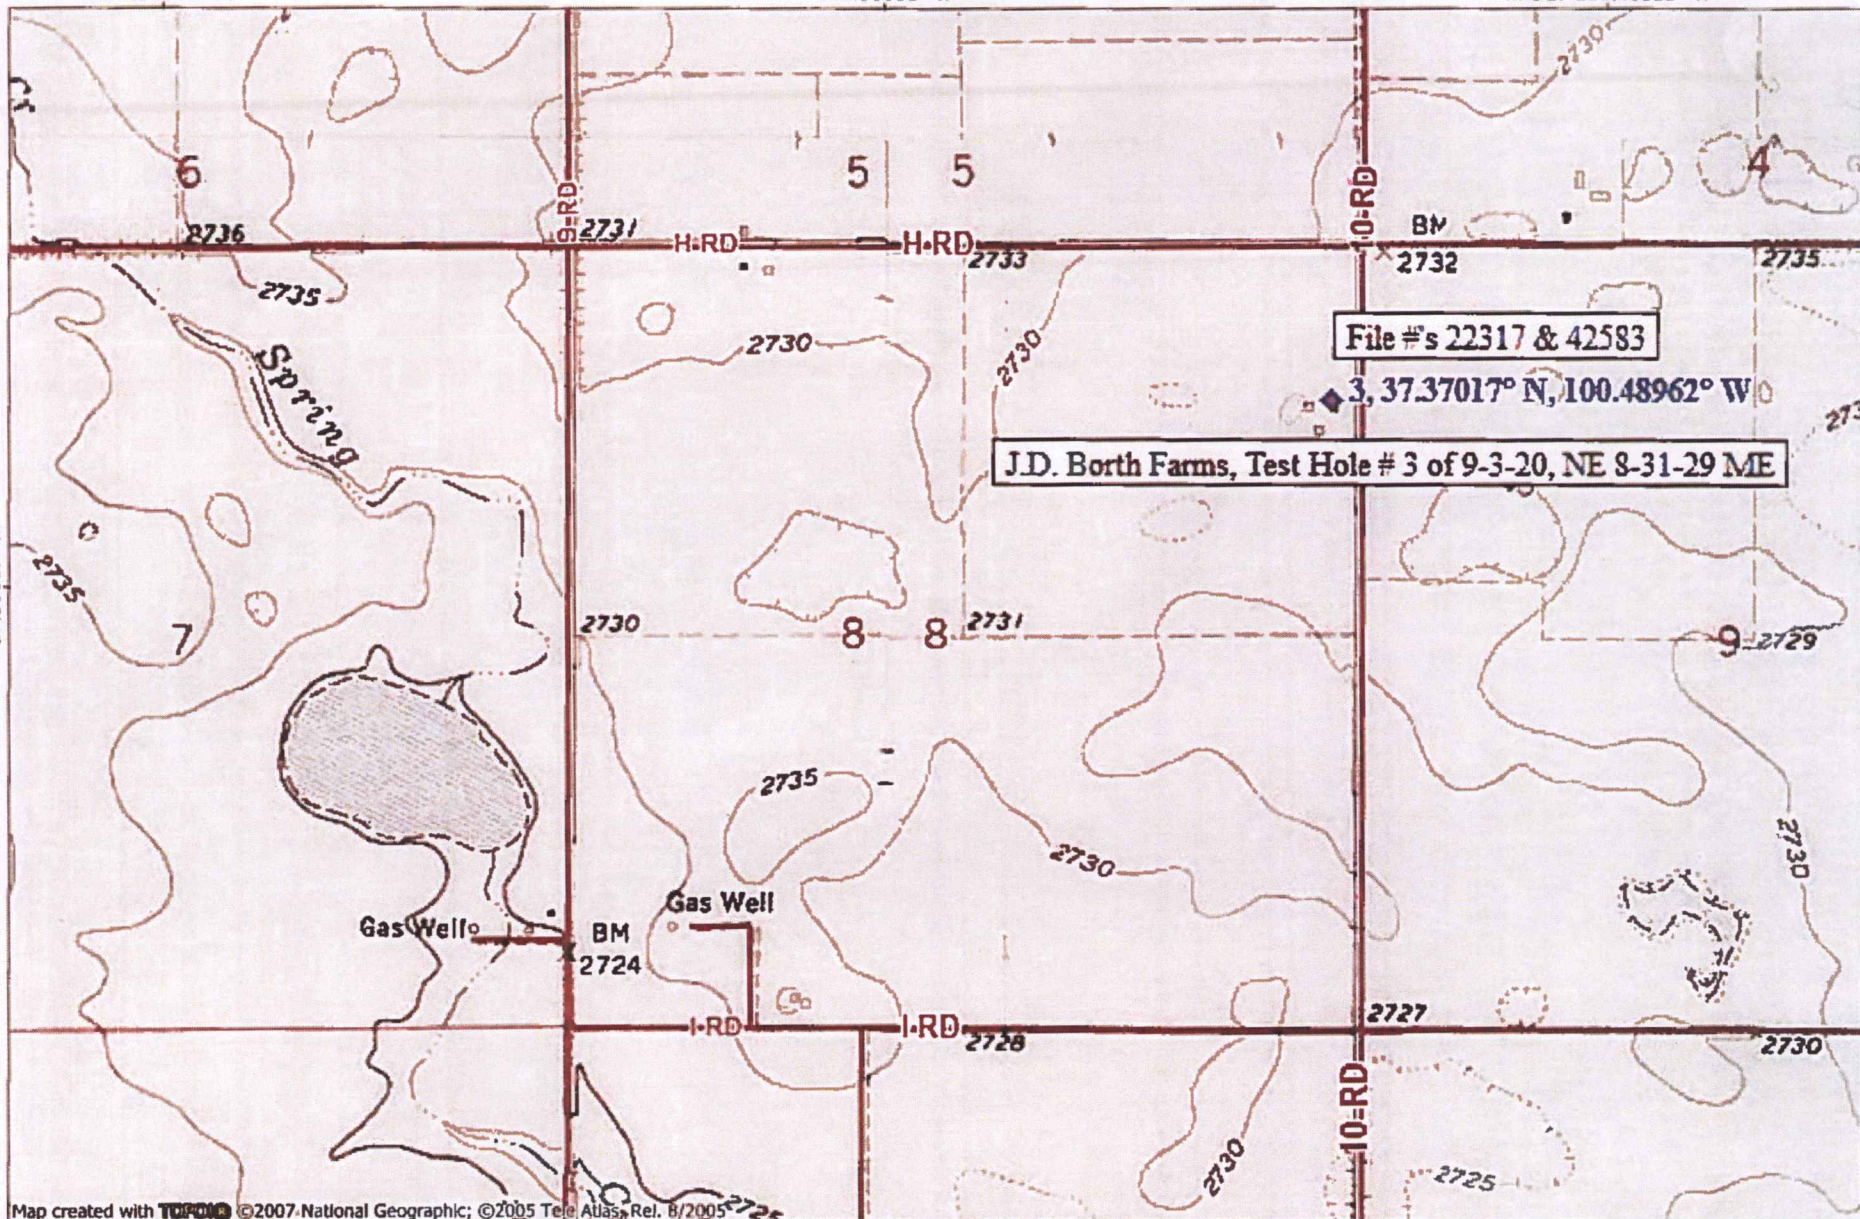 2730
6
5 5
4
9-RD
10-RD
2736
2731
H-RD
H-RD
BM
2733
2732
2735
2735
Spring
2730
2730
File #'s 22317 & 42583
3, 37.37017° N, 100.48962° W
J.D. Borth Farms, Test Hole # 3 of 9-3-20, NE 8-31-29 ME
2735
7
2730
8 8
2731
9
2729
2735
2730
2730
Gas Well
Gas Well
BM
2724
I-RD
I-RD
2728
2727
2730
10-RD
2730
2725
2725
Map created with TOPO!® ©2007 National Geographic; ©2005 Tele Atlas, Rel. 8/2005